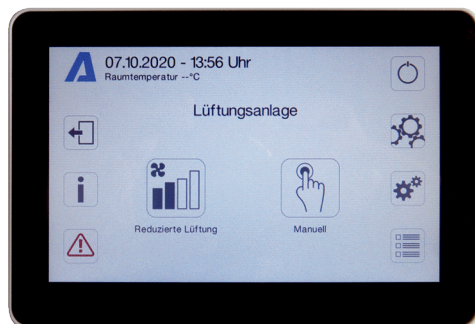 07.10.2020 - 13:56 Uhr
Raumtemperatur --°C
Lüftungsanlage
Reduzierte Lüftung
Manuell